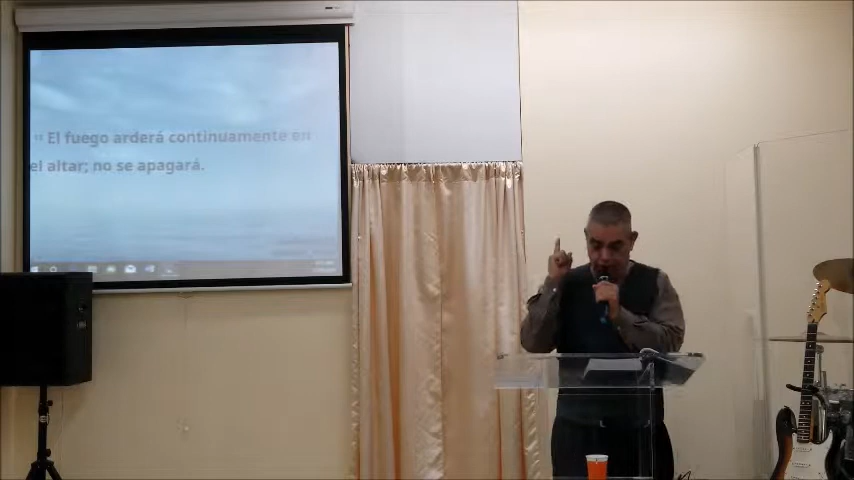 El fuego arderá continuamente en
el altar; no se apagará.